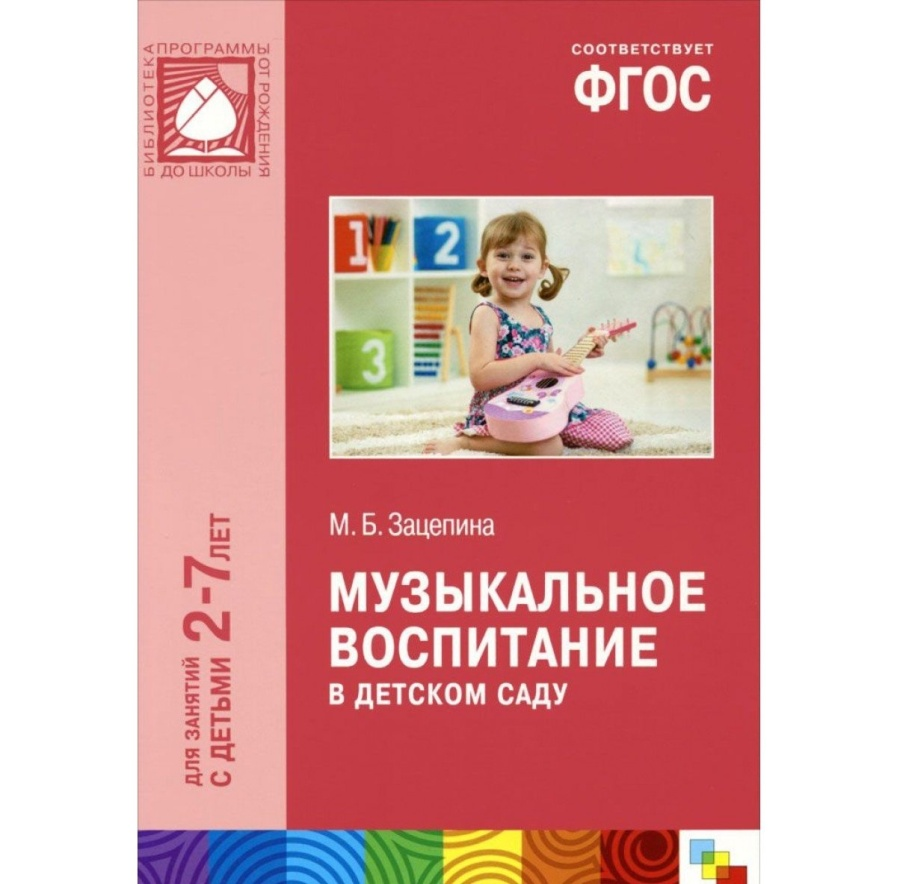 БИБЛИОТЕКА
ПРОГРАММЫ
ОТ РОЖДЕНИЯ
ДО ШКОЛЫ
СООТВЕТСТВУЕТ
ФГОС
1
2
3
М. Б. Зацепина
МУЗЫКАЛЬНОЕ
ВОСПИТАНИЕ
В ДЕТСКОМ САДУ
ДЛЯ ЗАНЯТИЙ
С ДЕТЬМИ 2-7 ЛЕТ